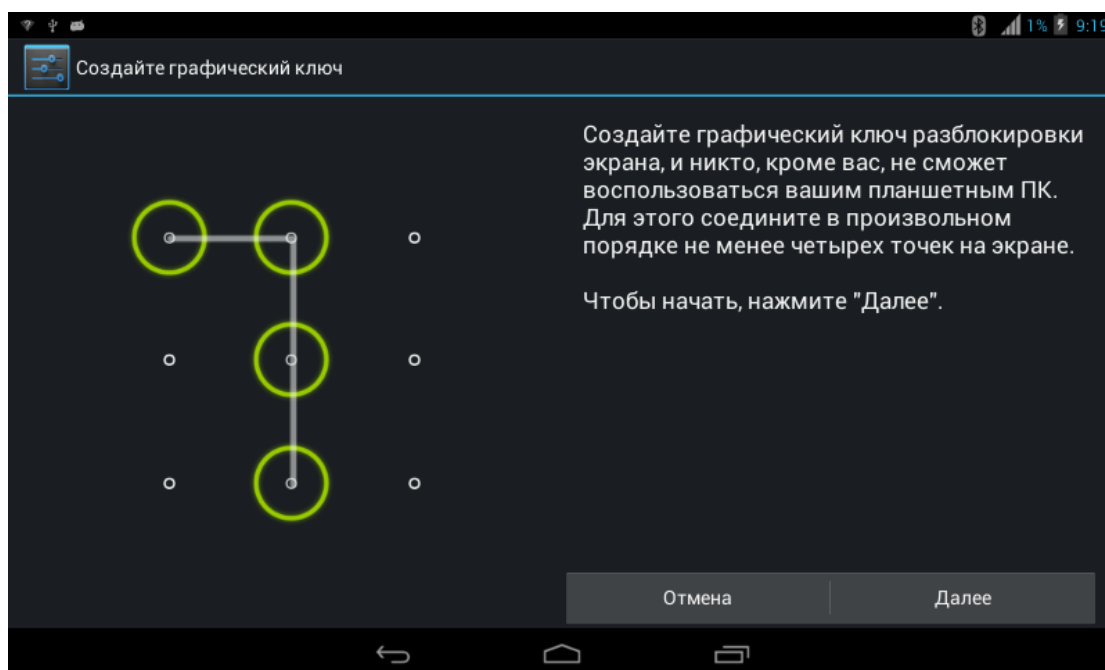 1% 9:19
Создайте графический ключ
Создайте графический ключ разблокировки
экрана, и никто, кроме вас, не сможет
воспользоваться вашим планшетным ПК.
Для этого соедините в произвольном
порядке не менее четырех точек на экране.
Чтобы начать, нажмите "Далее".
Отмена
Далее